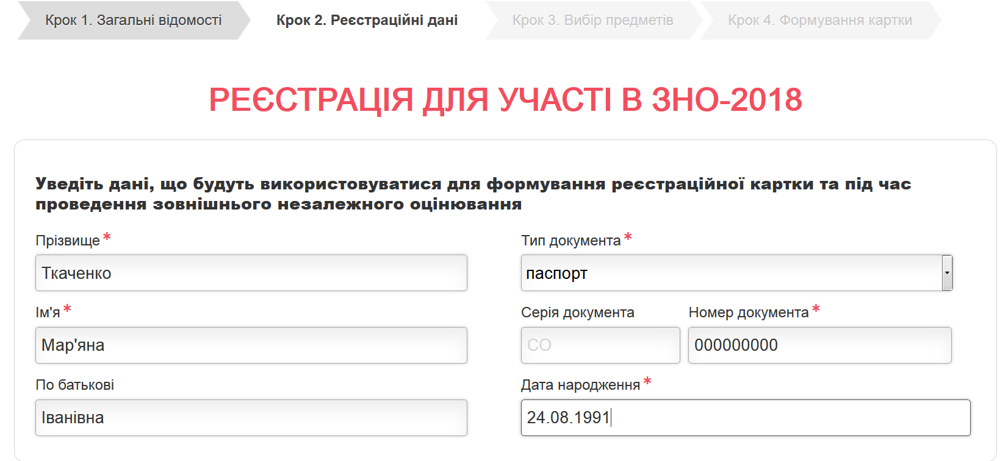 Крок 1. Загальні відомості
Крок 2. Реєстраційні дані
Крок 3. Вибір предметів
Крок 4. Формування картки
РЕЄСТРАЦІЯ ДЛЯ УЧАСТІ В ЗНО-2018
Уведіть дані, що будуть використовуватися для формування реєстраційної картки та під час
проведення зовнішнього незалежного оцінювання
Прізвище *
Ткаченко
Тип документа *
паспорт
Ім'я *
Мар'яна
Серія документа
СО
Номер документа *
000000000
По батькові
Іванівна
Дата народження *
24.08.1991